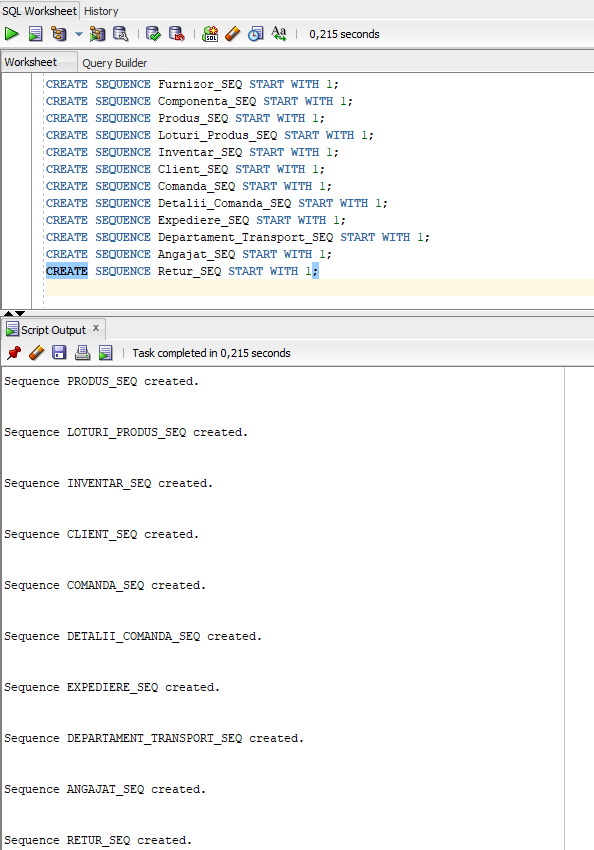 SQL Worksheet History
0,215 seconds
Worksheet Query Builder
CREATE SEQUENCE Furnizor_SEQ START WITH 1;
CREATE SEQUENCE Componenta_SEQ START WITH 1;
CREATE SEQUENCE Produs_SEQ START WITH 1;
CREATE SEQUENCE Loturi_Produs_SEQ START WITH 1;
CREATE SEQUENCE Inventar_SEQ START WITH 1;
CREATE SEQUENCE Client_SEQ START WITH 1;
CREATE SEQUENCE Comanda_SEQ START WITH 1;
CREATE SEQUENCE Detalii_Comanda_SEQ START WITH 1;
CREATE SEQUENCE Expediere_SEQ START WITH 1;
CREATE SEQUENCE Departament_Transport_SEQ START WITH 1;
CREATE SEQUENCE Angajat_SEQ START WITH 1;
CREATE SEQUENCE Retur_SEQ START WITH 1;
Script Output x
Task completed in 0,215 seconds
Sequence PRODUS_SEQ created.
Sequence LOTURI_PRODUS_SEQ created.
Sequence INVENTAR_SEQ created.
Sequence CLIENT_SEQ created.
Sequence COMANDA_SEQ created.
Sequence DETALII_COMANDA_SEQ created.
Sequence EXPEDIERE_SEQ created.
Sequence DEPARTAMENT_TRANSPORT_SEQ created.
Sequence ANGAJAT_SEQ created.
Sequence RETUR_SEQ created.